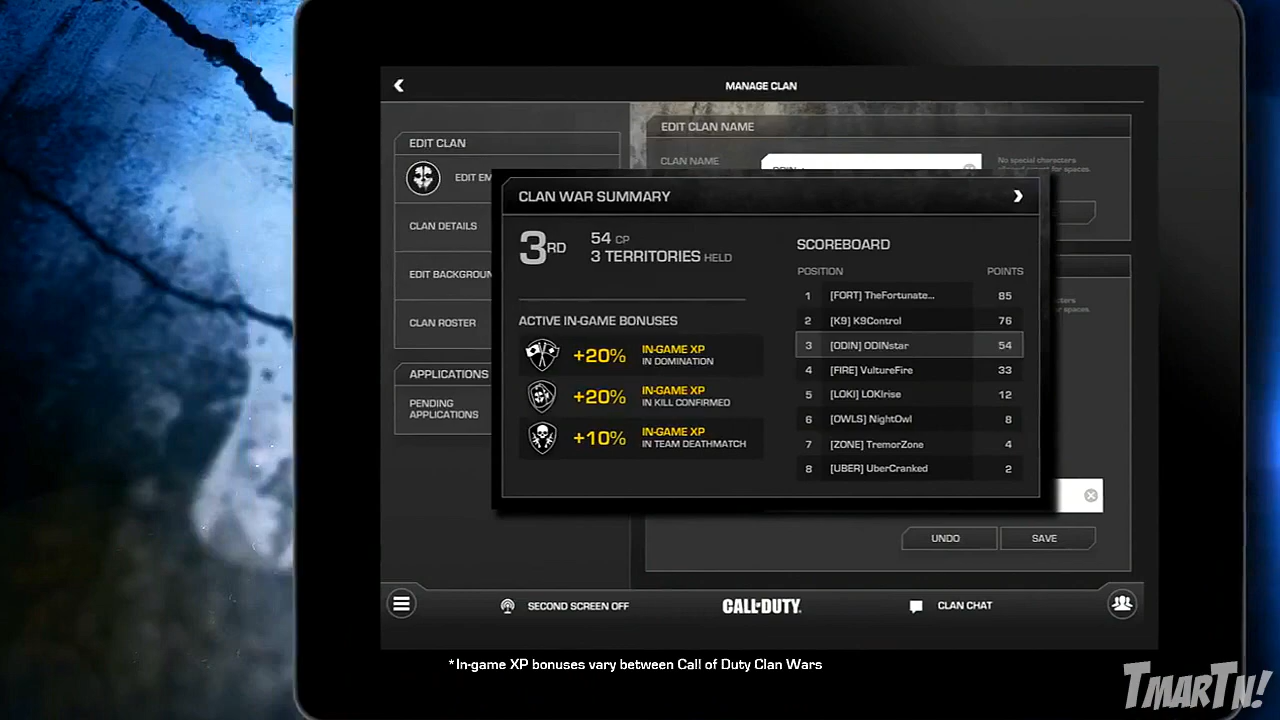 MANAGE CLAN
EDIT CLAN
EDIT CLAN NAME
CLAN NAME
No special characters
EDIT EM
CLAN DETAILS
EDIT BACKGROUN
CLAN ROSTER
APPLICATIONS
PENDING
APPLICATIONS
CLAN WAR SUMMARY
3RD
54 CP
3 TERRITORIES HELD
ACTIVE IN-GAME BONUSES
+20% IN-GAME XP
IN DOMINATION
+20% IN-GAME XP
IN KILL CONFIRMED
+10% IN-GAME XP
IN TEAM DEATHMATCH
SCOREBOARD
POSITION POINTS
1 [FORT] TheFortunate... 85
2 [K9] K9Control 76
3 [ODIN] ODINstar 54
4 [FIRE] VultureFire 33
5 [LOKI] LOKIrise 12
6 [OWLS] NightOwl 8
7 [ZONE] TremorZone 4
8 [UBER] UberCranked 2
UNDO SAVE
SECOND SCREEN OFF
CALL OF DUTY
CLAN CHAT
*In-game XP bonuses vary between Call of Duty Clan Wars
TMARTN!